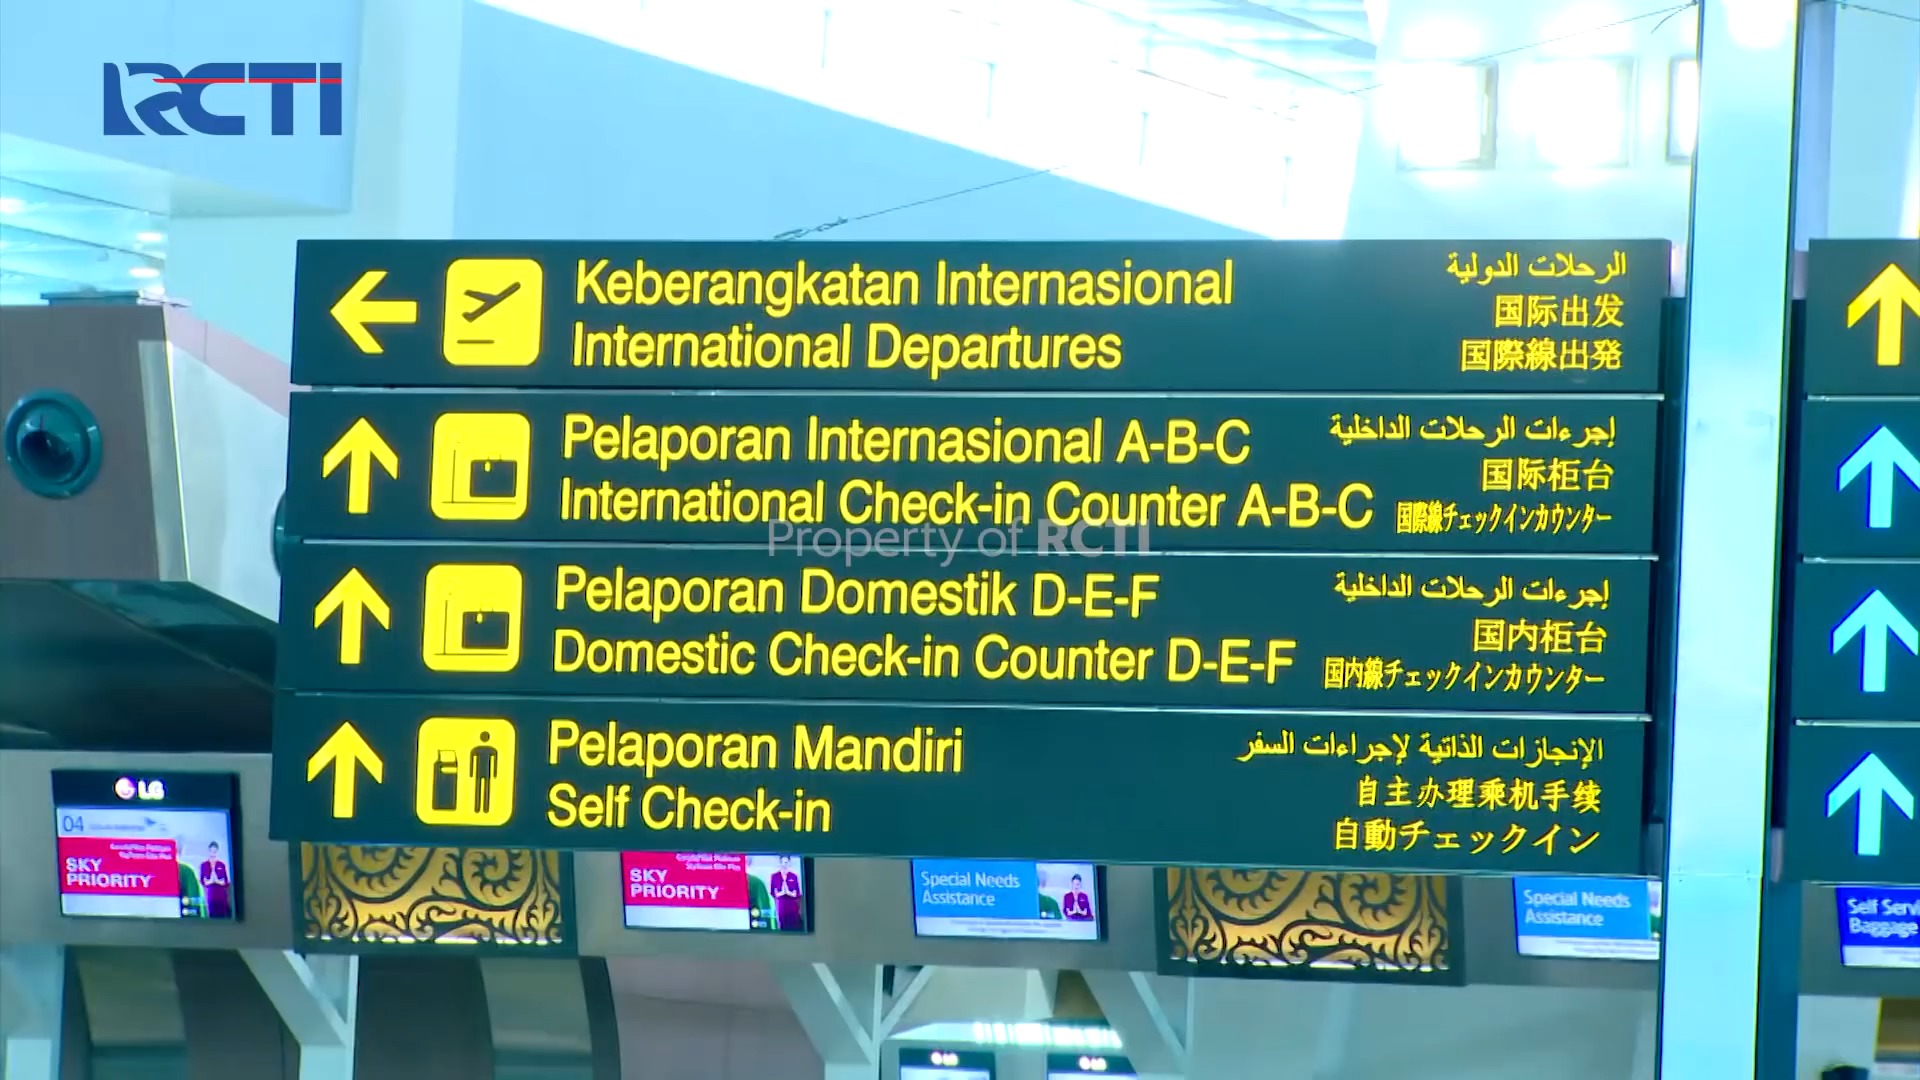 RCTI
Keberangkatan Internasional
International Departures
الرحلات الدولية
国际出发
国際線出発
Pelaporan Internasional A-B-C
International Check-in Counter A-B-C
إجرءات الرحلات الداخلية
国际柜台
国際線チェックインカウンター
Property of RCTI
Pelaporan Domestik D-E-F
Domestic Check-in Counter D-E-F
إجرءات الرحلات الداخلية
国内柜台
国内線チェックインカウンター
Pelaporan Mandiri
Self Check-in
الإنجازات الذاتية لإجراءات السفر
自主办理乘机手续
自動チェックイン
LG
04
SKY
PRIORITY
SKY
PRIORITY
Special Needs
Assistance
Special Needs
Assistance
Self
Baggage
LG
LG